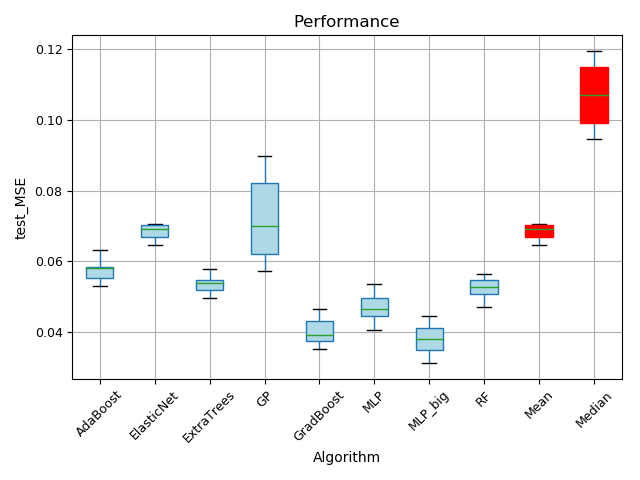 Performance
test_MSE
0.12
0.10
0.08
0.06
0.04
AdaBoost
ElasticNet
ExtraTrees
GP
GradBoost
MLP
MLP_big
RF
Mean
Median
Algorithm